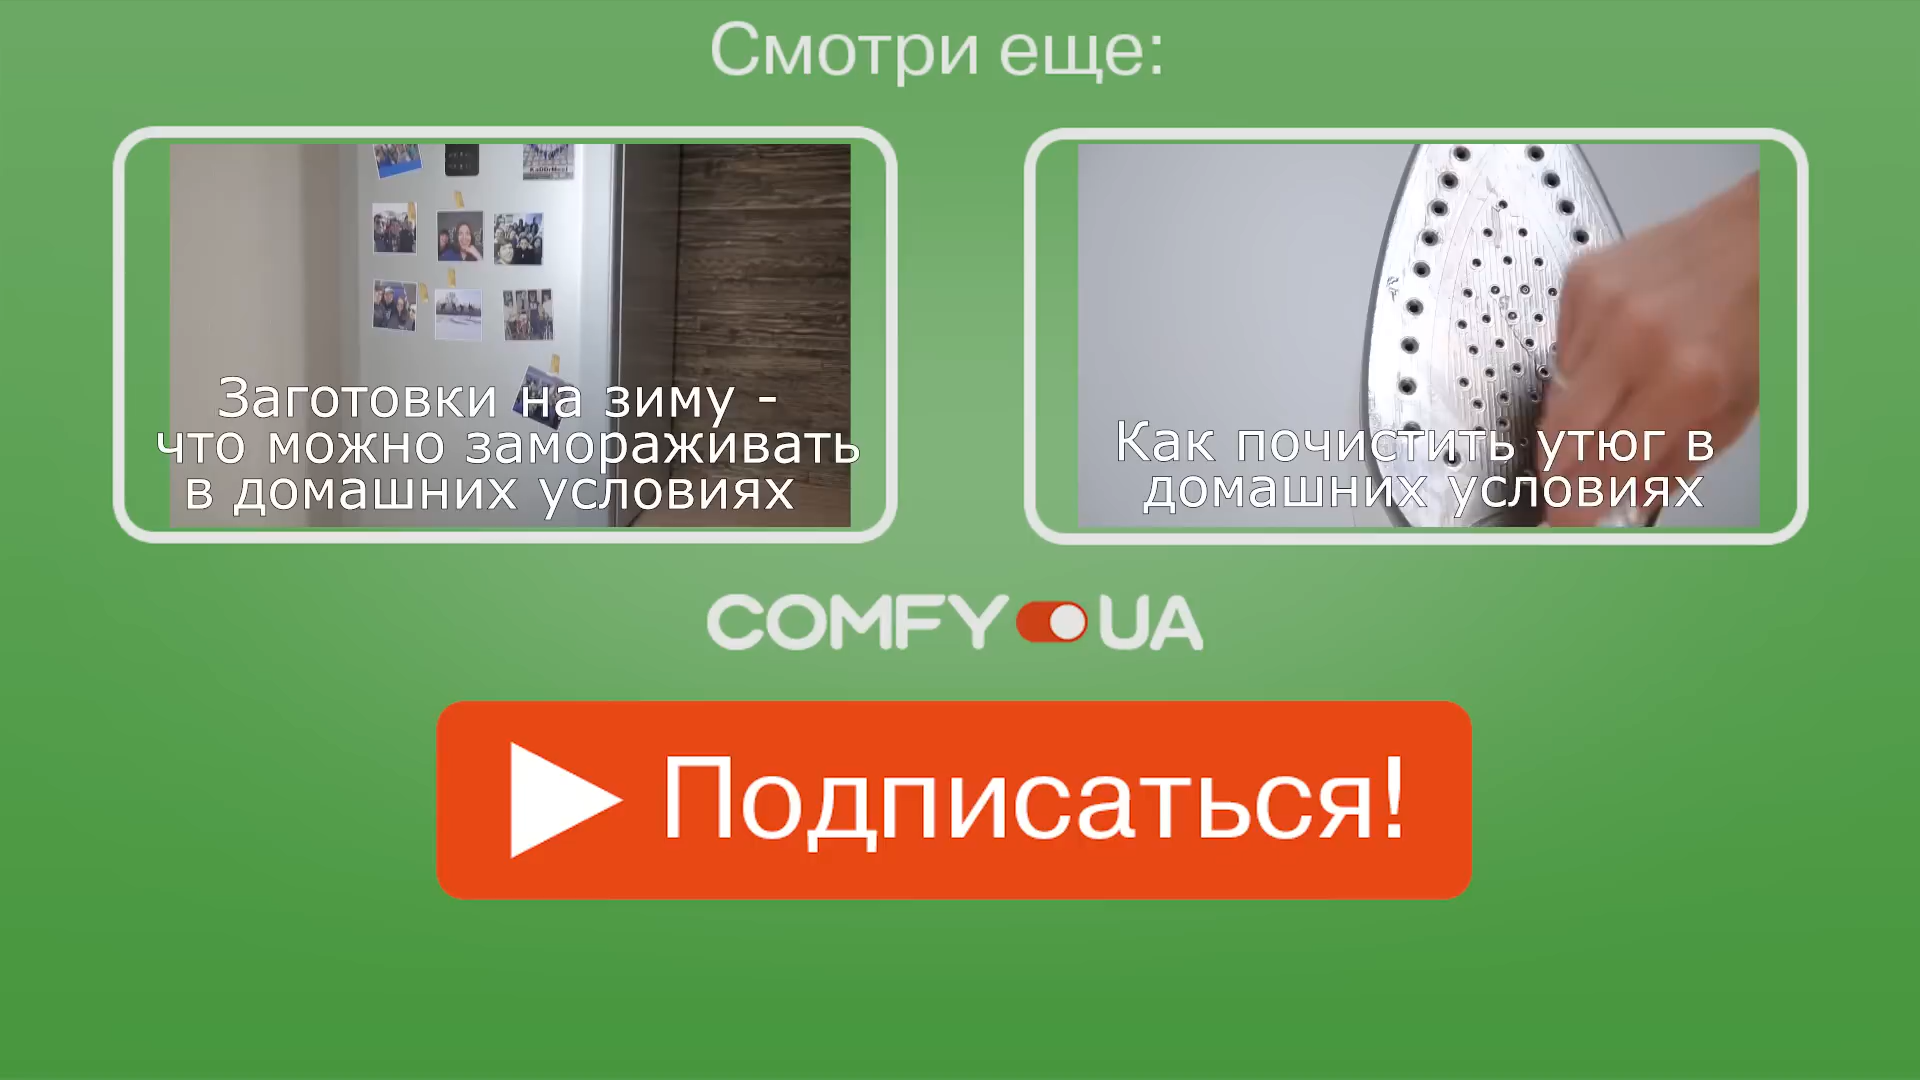 Смотри еще:
Заготовки на зиму -
что можно замораживать
в домашних условиях
Как почистить утюг в
домашних условиях
COMFY UA
Подписаться!